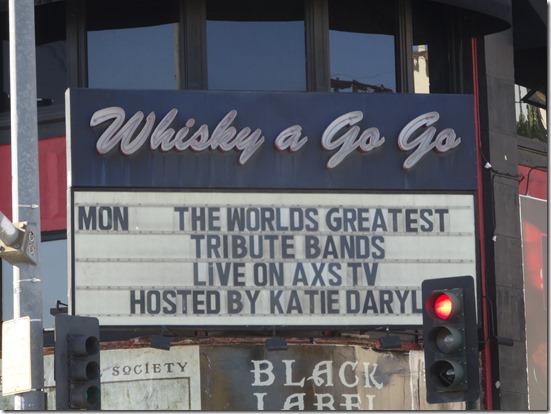 Whisky a Go Go
MON THE WORLDS GREATEST
TRIBUTE BANDS
LIVE ON AXS TV
HOSTED BY KATIE DARYL
SOCIETY
BLACK
LABEL